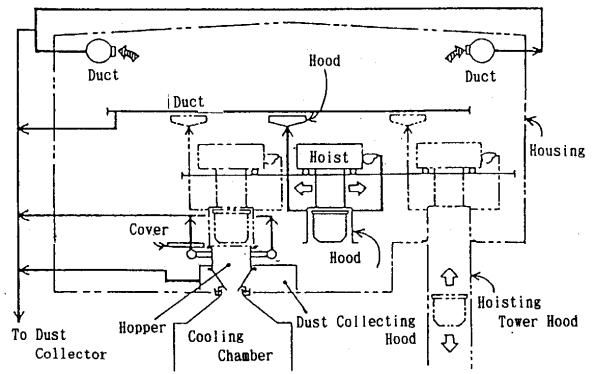 Duct
Duct
Hood
Duct
Housing
Hoist
Cover
Hood
Hopper
Dust Collecting
Hood
Hoisting
Tower Hood
To Dust
Collector
Cooling
Chamber